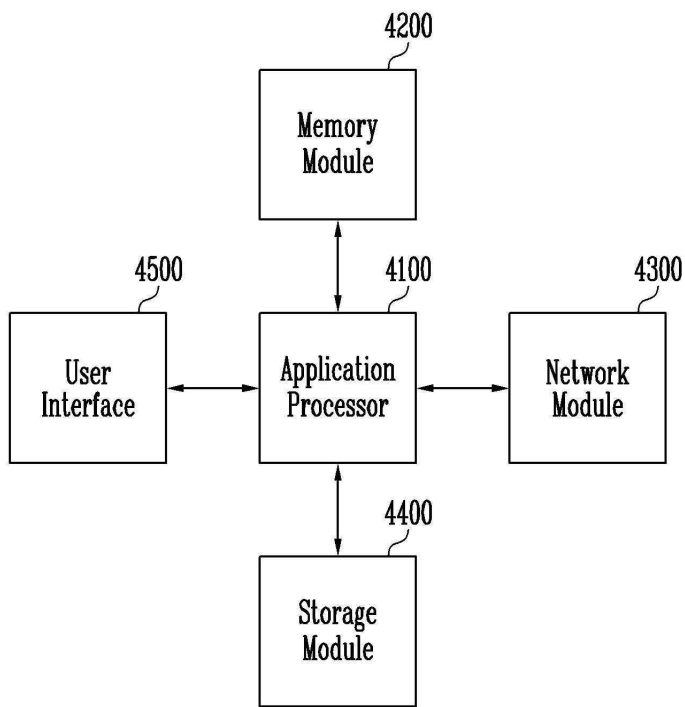 4200
Memory
Module
4500
4100
4300
User
Interface
Application
Processor
Network
Module
4400
Storage
Module